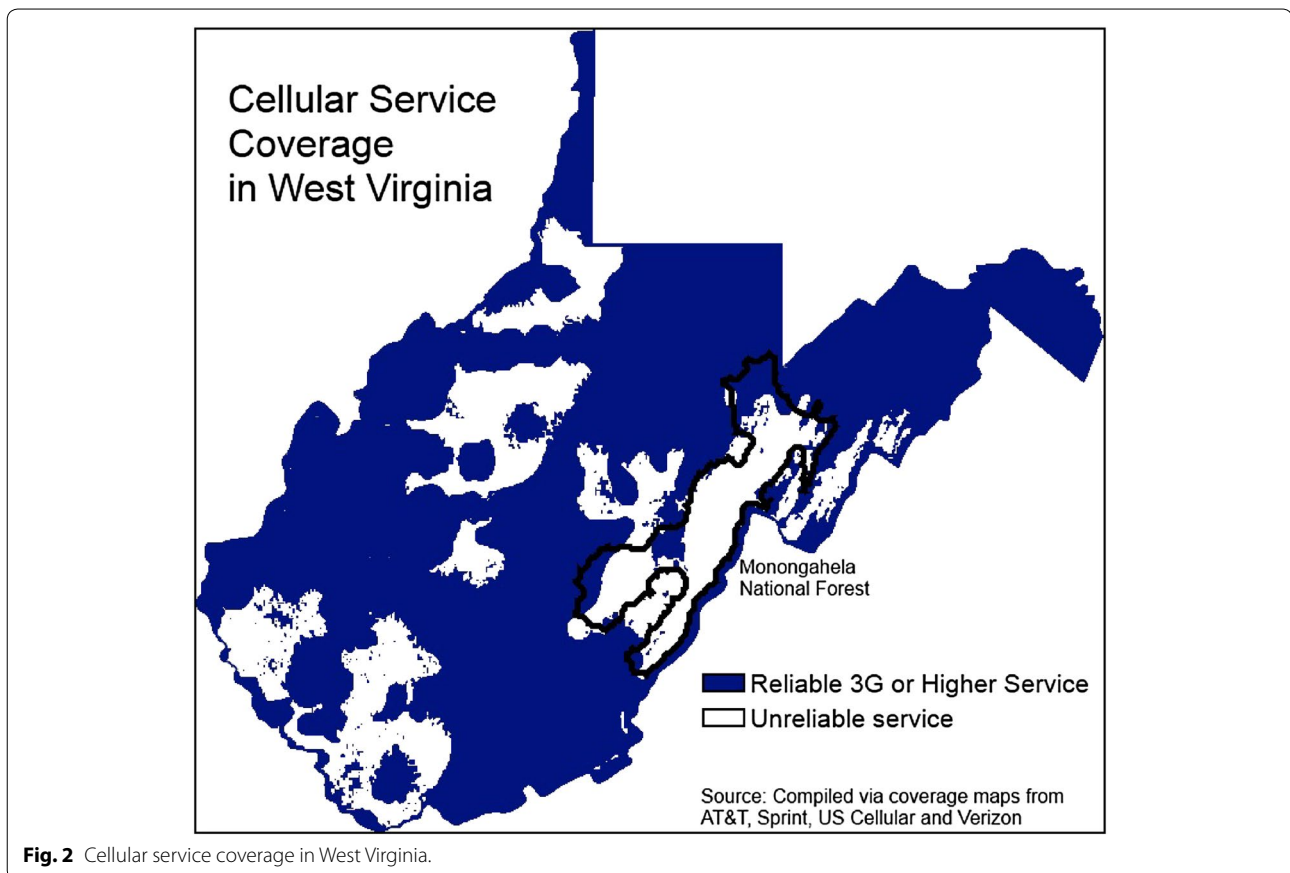 Cellular Service
Coverage
in West Virginia
Monongahela
National Forest
Reliable 3G or Higher Service
Unreliable service
Source: Compiled via coverage maps from
AT&T, Sprint, US Cellular and Verizon
Fig. 2 Cellular service coverage in West Virginia.